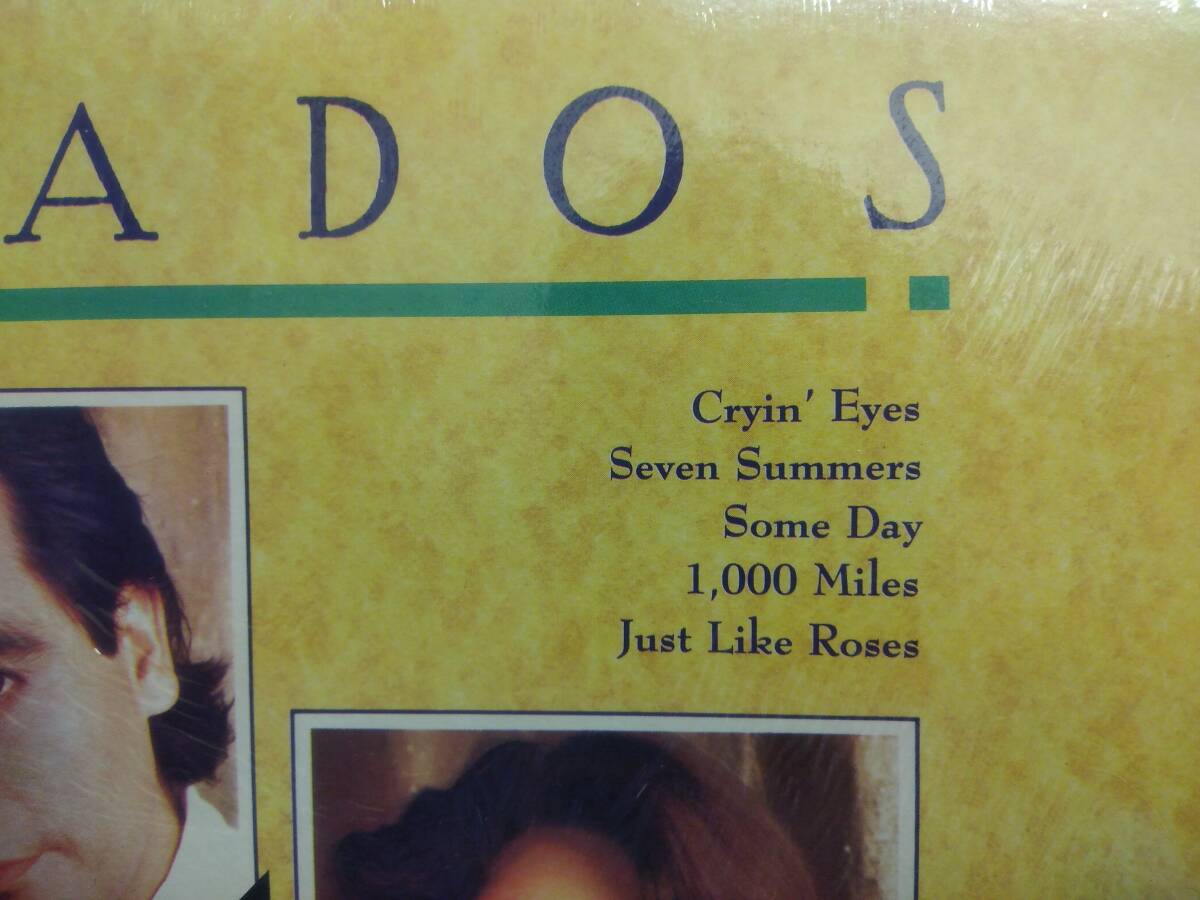 ADOS
Cryin' Eyes
Seven Summers
Some Day
1,000 Miles
Just Like Roses